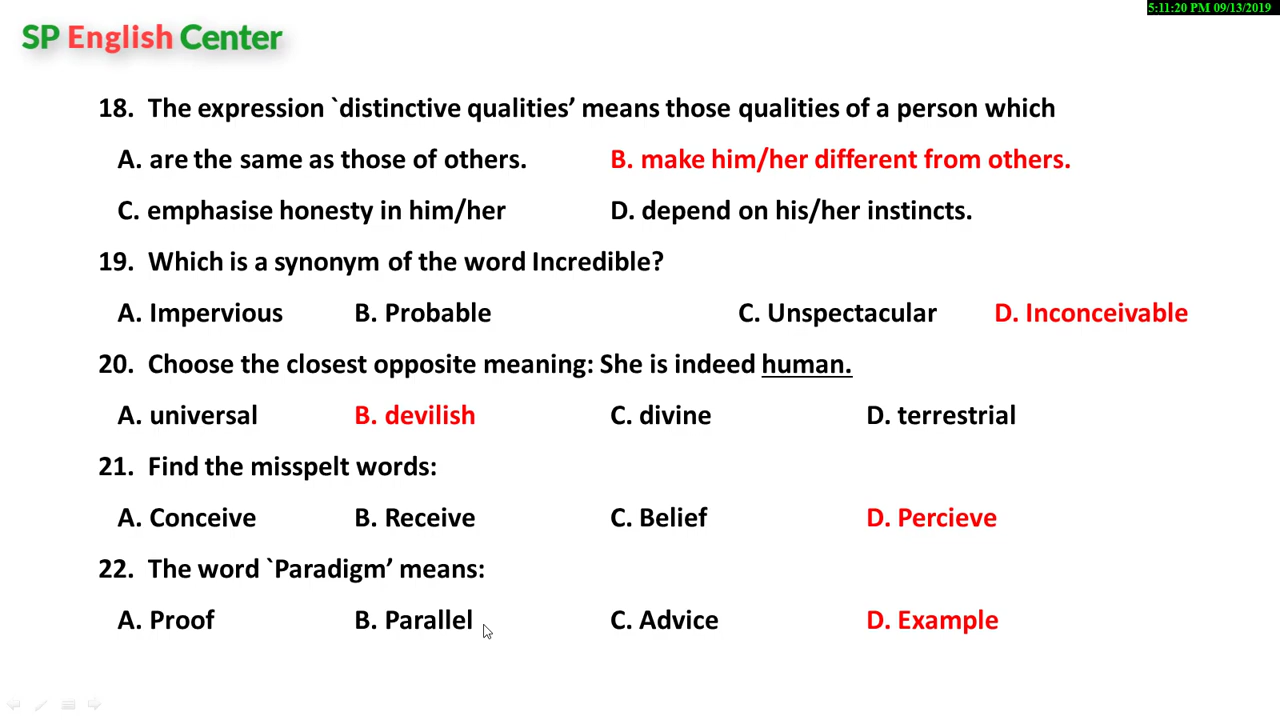 5:11:20 PM 09/13/2019
SP English Center
18. The expression `distinctive qualities’ means those qualities of a person which
A. are the same as those of others. B. make him/her different from others.
C. emphasise honesty in him/her D. depend on his/her instincts.
19. Which is a synonym of the word Incredible?
A. Impervious B. Probable C. Unspectacular D. Inconceivable
20. Choose the closest opposite meaning: She is indeed human.
A. universal B. devilish C. divine D. terrestrial
21. Find the misspelt words:
A. Conceive B. Receive C. Belief D. Percieve
22. The word `Paradigm’ means:
A. Proof B. Parallel C. Advice D. Example